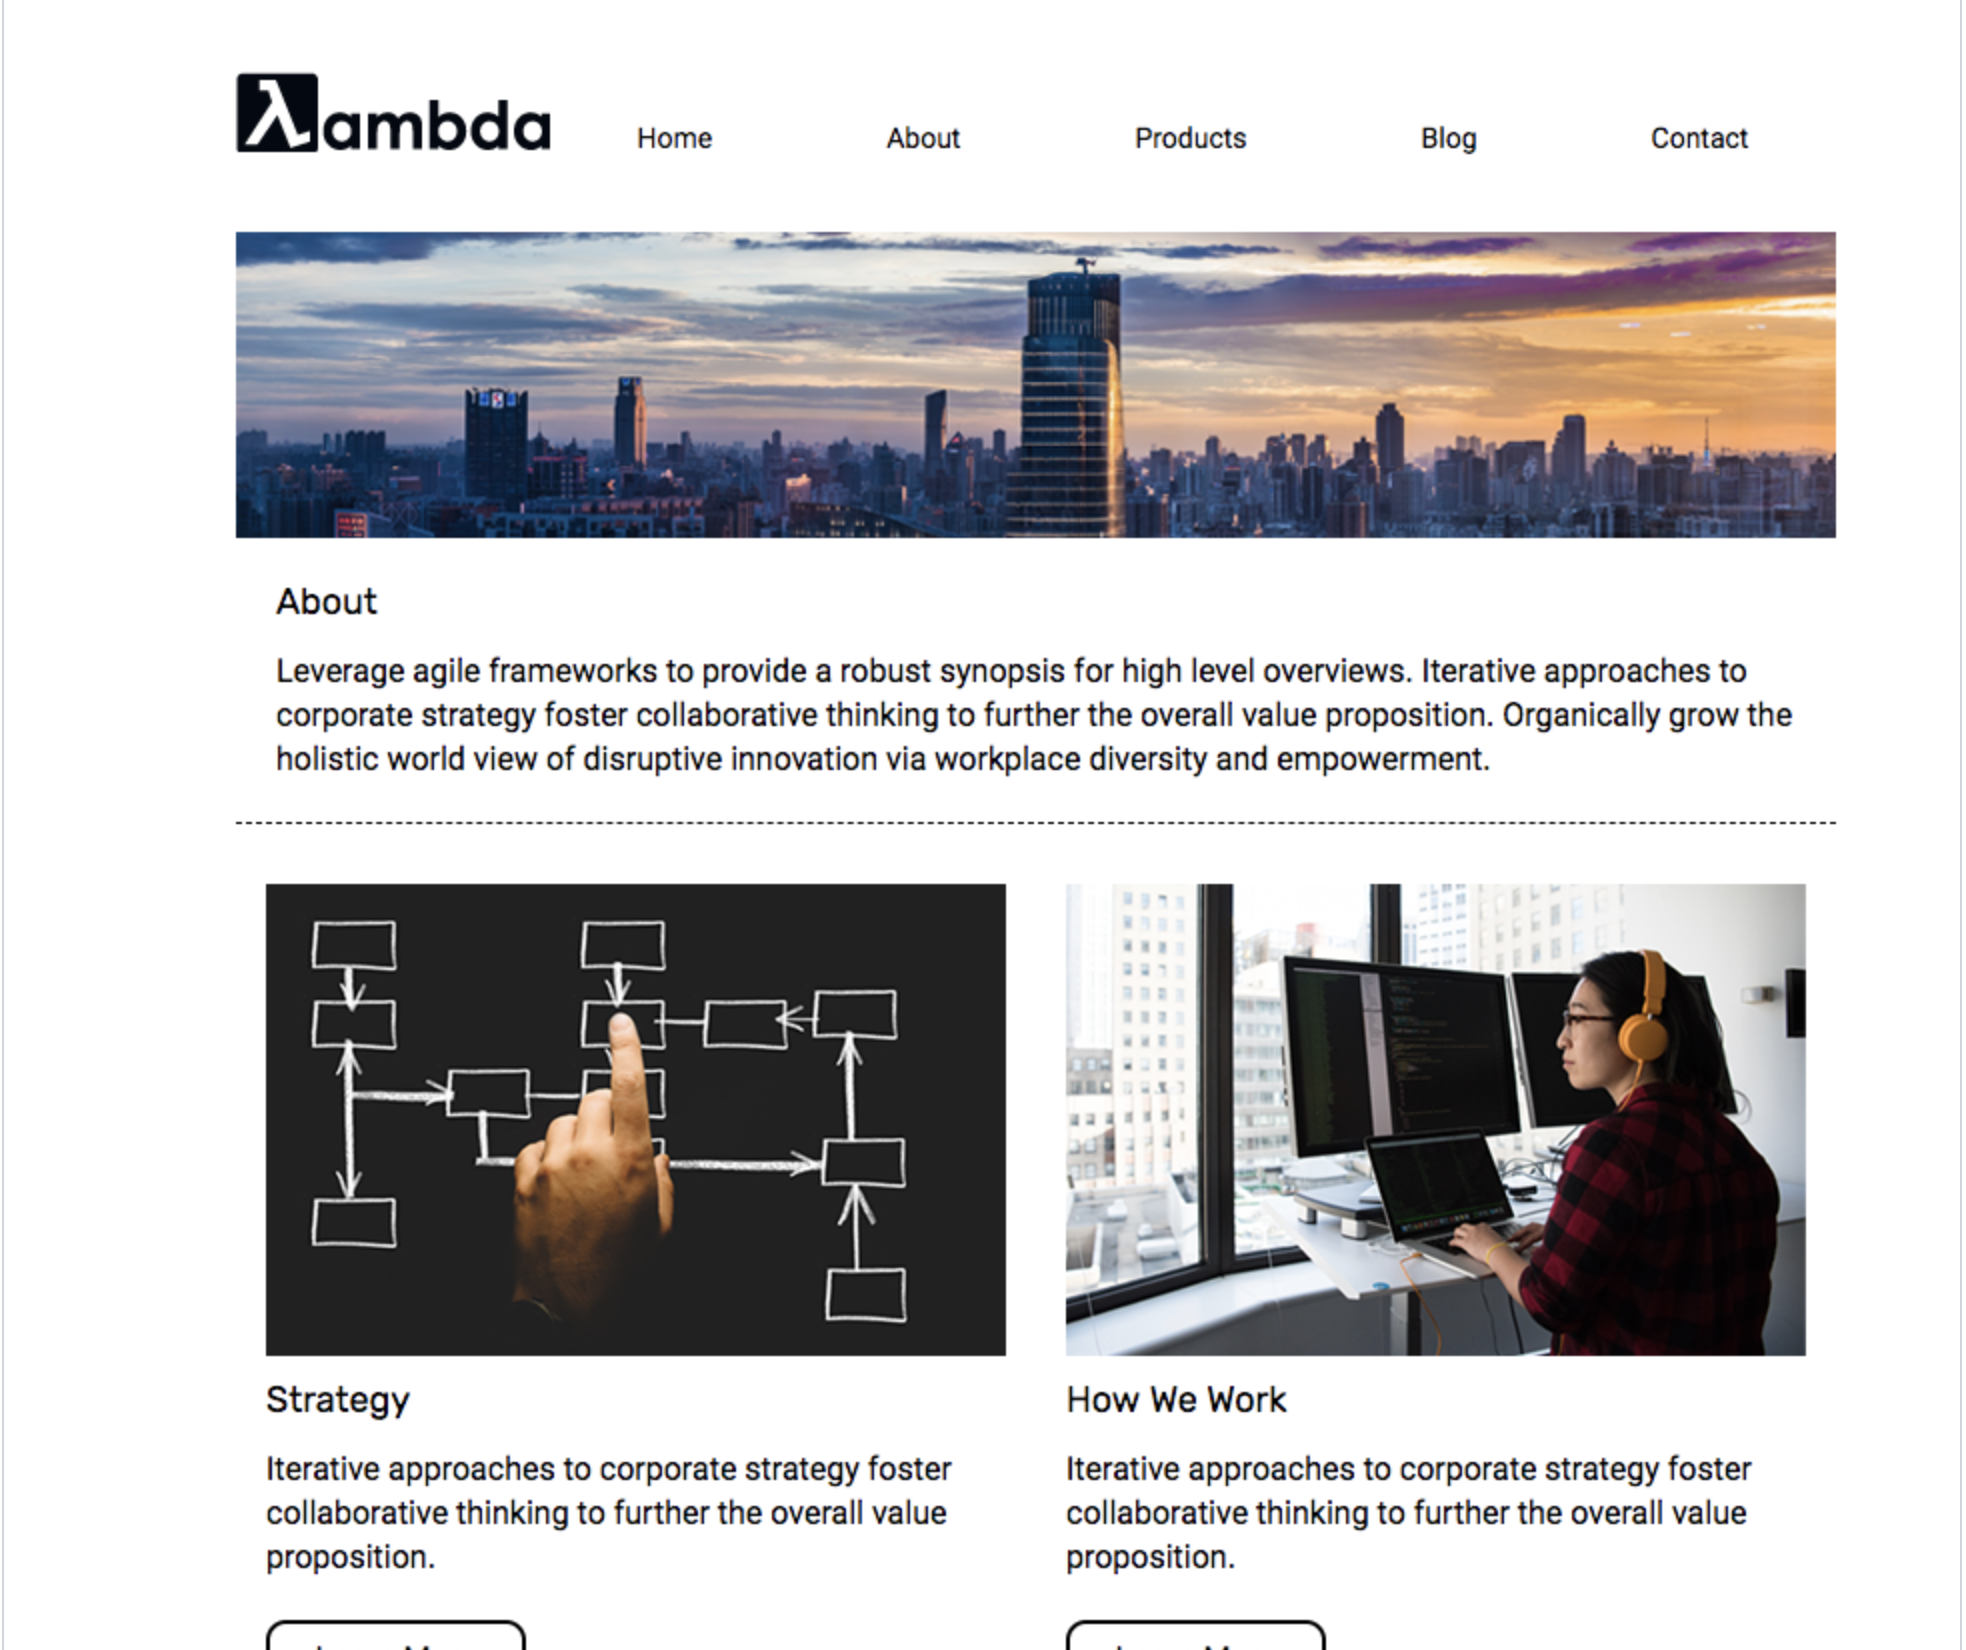 λambda
Home About Products Blog Contact
About
Leverage agile frameworks to provide a robust synopsis for high level overviews. Iterative approaches to
corporate strategy foster collaborative thinking to further the overall value proposition. Organically grow the
holistic world view of disruptive innovation via workplace diversity and empowerment.
Strategy
Iterative approaches to corporate strategy foster
collaborative thinking to further the overall value
proposition.
How We Work
Iterative approaches to corporate strategy foster
collaborative thinking to further the overall value
proposition.